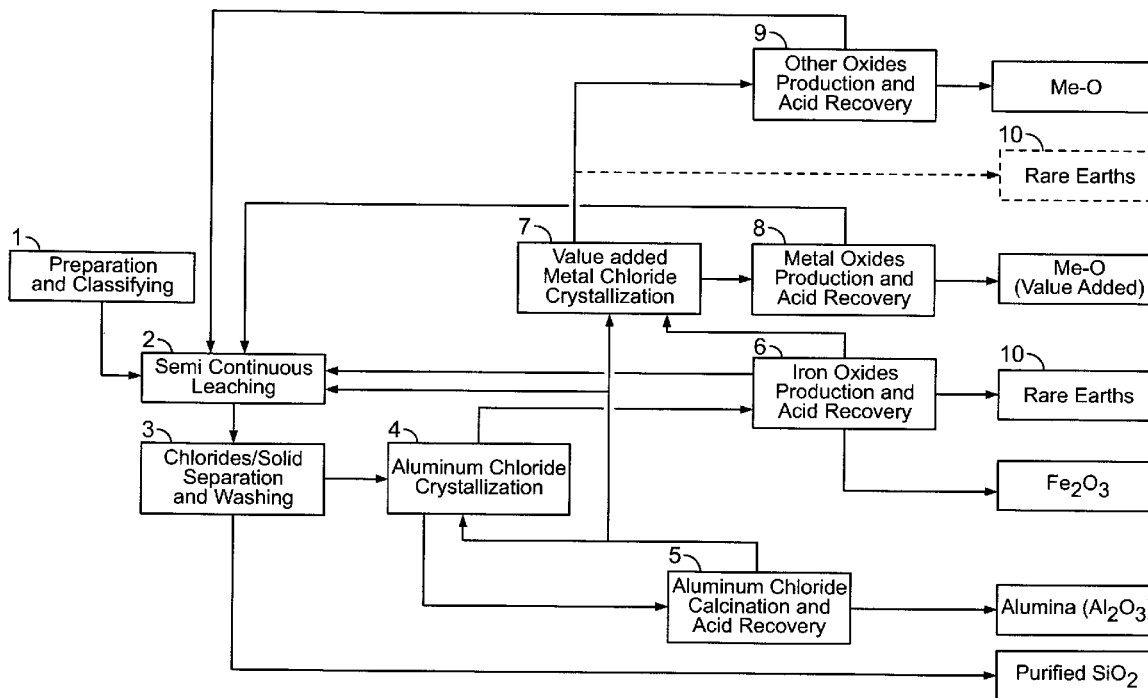 9
Other Oxides
Production and
Acid Recovery
Me-O
10
Rare Earths
1
Preparation
and Classifying
7
Value added
Metal Chloride
Crystallization
8
Metal Oxides
Production and
Acid Recovery
Me-O
(Value Added)
2
Semi Continuous
Leaching
6
Iron Oxides
Production and
Acid Recovery
10
Rare Earths
3
Chlorides/Solid
Separation
and Washing
4
Aluminum Chloride
Crystallization
Fe2O3
5
Aluminum Chloride
Calcination and
Acid Recovery
Alumina (Al2O3
Purified SiO2